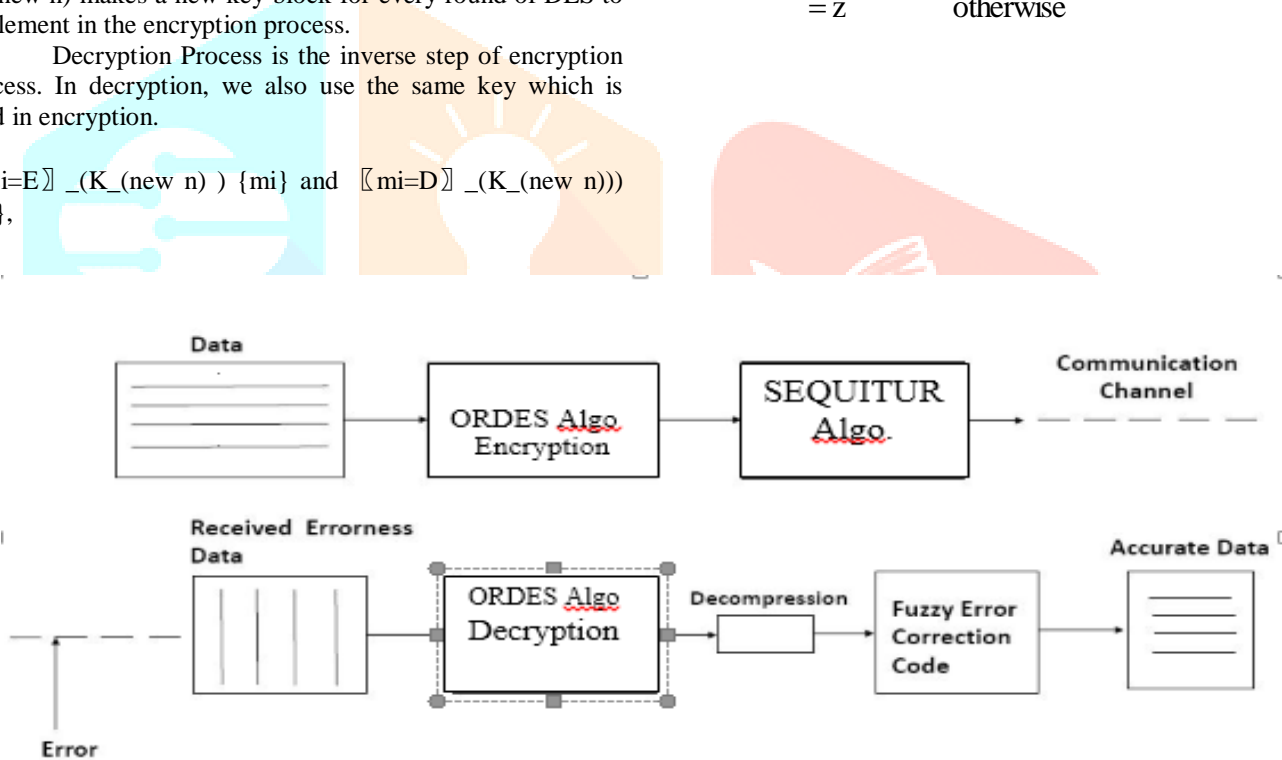 new n) makes a new key block for every round of DES to
lement in the encryption process.
Decryption Process is the inverse step of encryption
cess. In decryption, we also use the same key which is
d in encryption.
i=E〗_(K_(new n) ) {mi} and 〖mi=D〗_(K_(new n)))
},
= z otherwise
Data
ORDES Algo
Encryption
SEQUITUR
Algo.
Communication
Channel
Received Errorness
Data
ORDES Algo
Decryption
Decompression
Fuzzy Error
Correction
Code
Accurate Data
Error